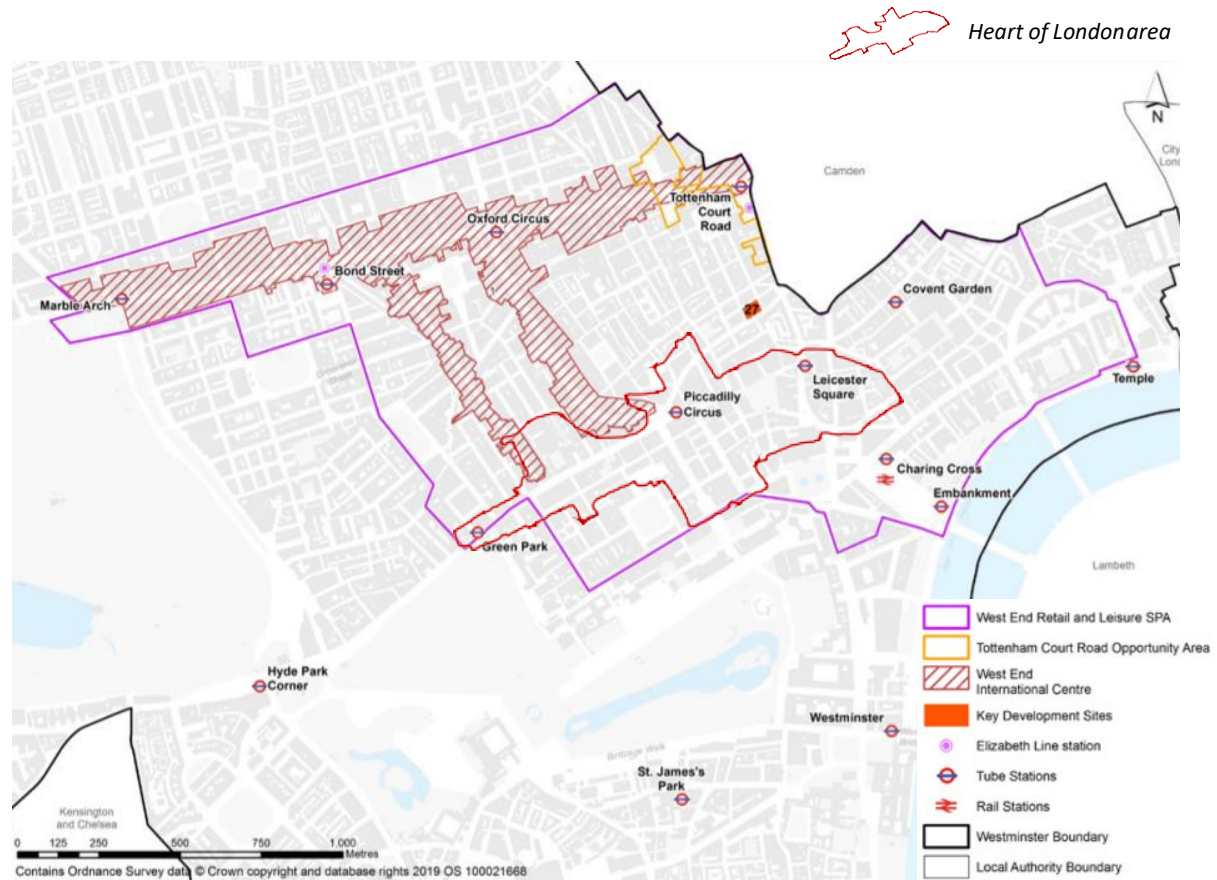 Heart of London area
N
City
Lon
Camden
Tottenham
Court
Road
Oxford Circus
Bond Street
Marble Arch
Covent Garden
27
Leicester
Square
Temple
Piccadilly
Circus
Charing Cross
Embankment
Green Park
Lambeth
Hyde Park
Corner
Westminster
Birdcage Walk
St. James's
Park
Kensington
and Chelsea
West End Retail and Leisure SPA
Tottenham Court Road Opportunity Area
West End
International Centre
Key Development Sites
Elizabeth Line station
Tube Stations
Rail Stations
Westminster Boundary
Local Authority Boundary
0 125 250 500 750 1,000
Metres
Contains Ordnance Survey data © Crown copyright and database rights 2019 OS 100021668